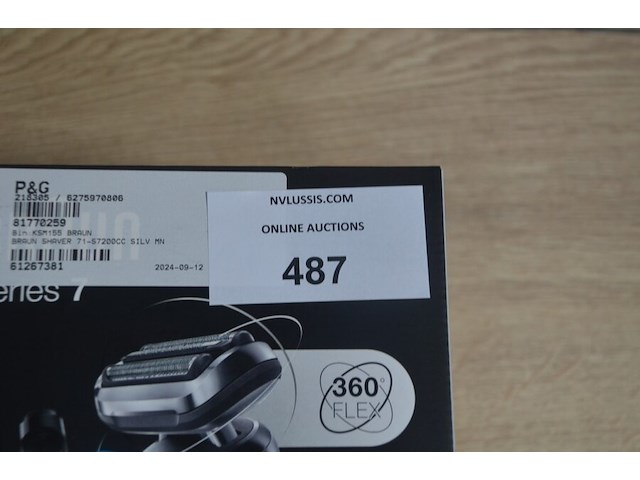 P&G
218305 / 6275970806
81770259
Bin KSM155 BRAUN
BRAUN SHAVER 71-S7200CC SILV MN
61267381
2024-09-12
NVLUSSIS.COM
ONLINE AUCTIONS
487
eries 7
360°
FLEX